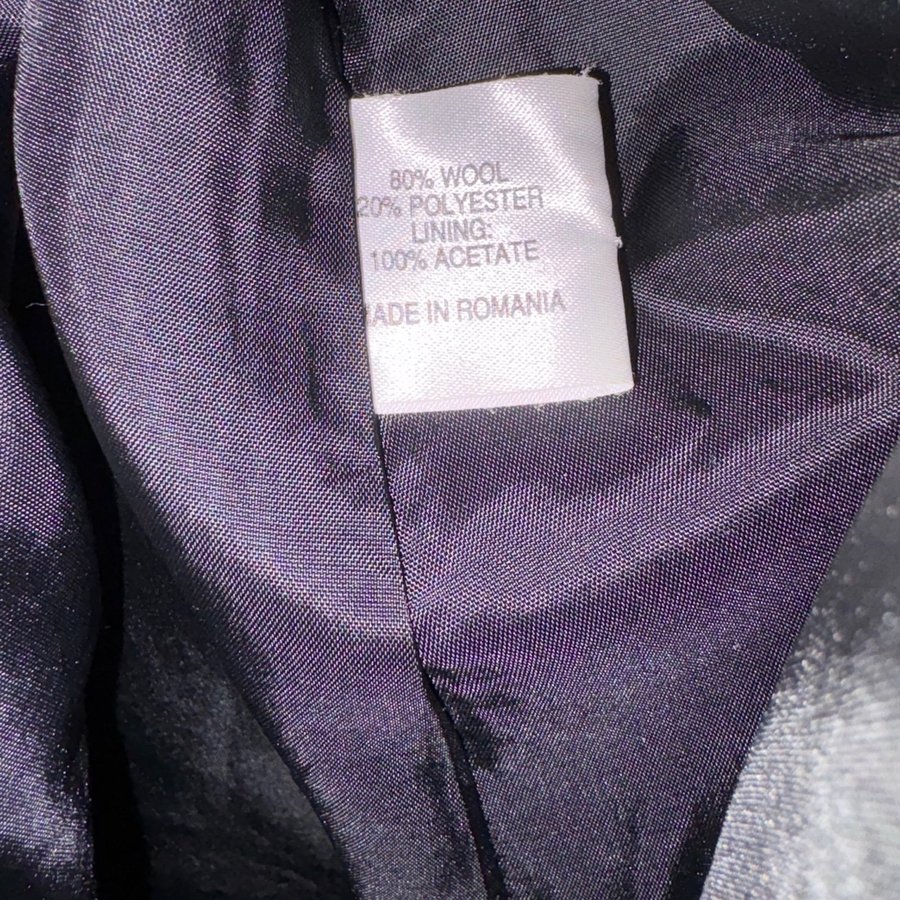 80% WOOL
20% POLYESTER
LINING:
100% ACETATE
MADE IN ROMANIA